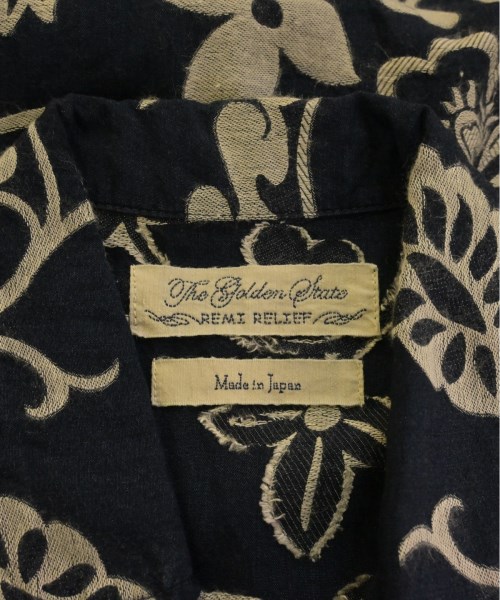 The Golden State
REMI RELIEF
Made in Japan